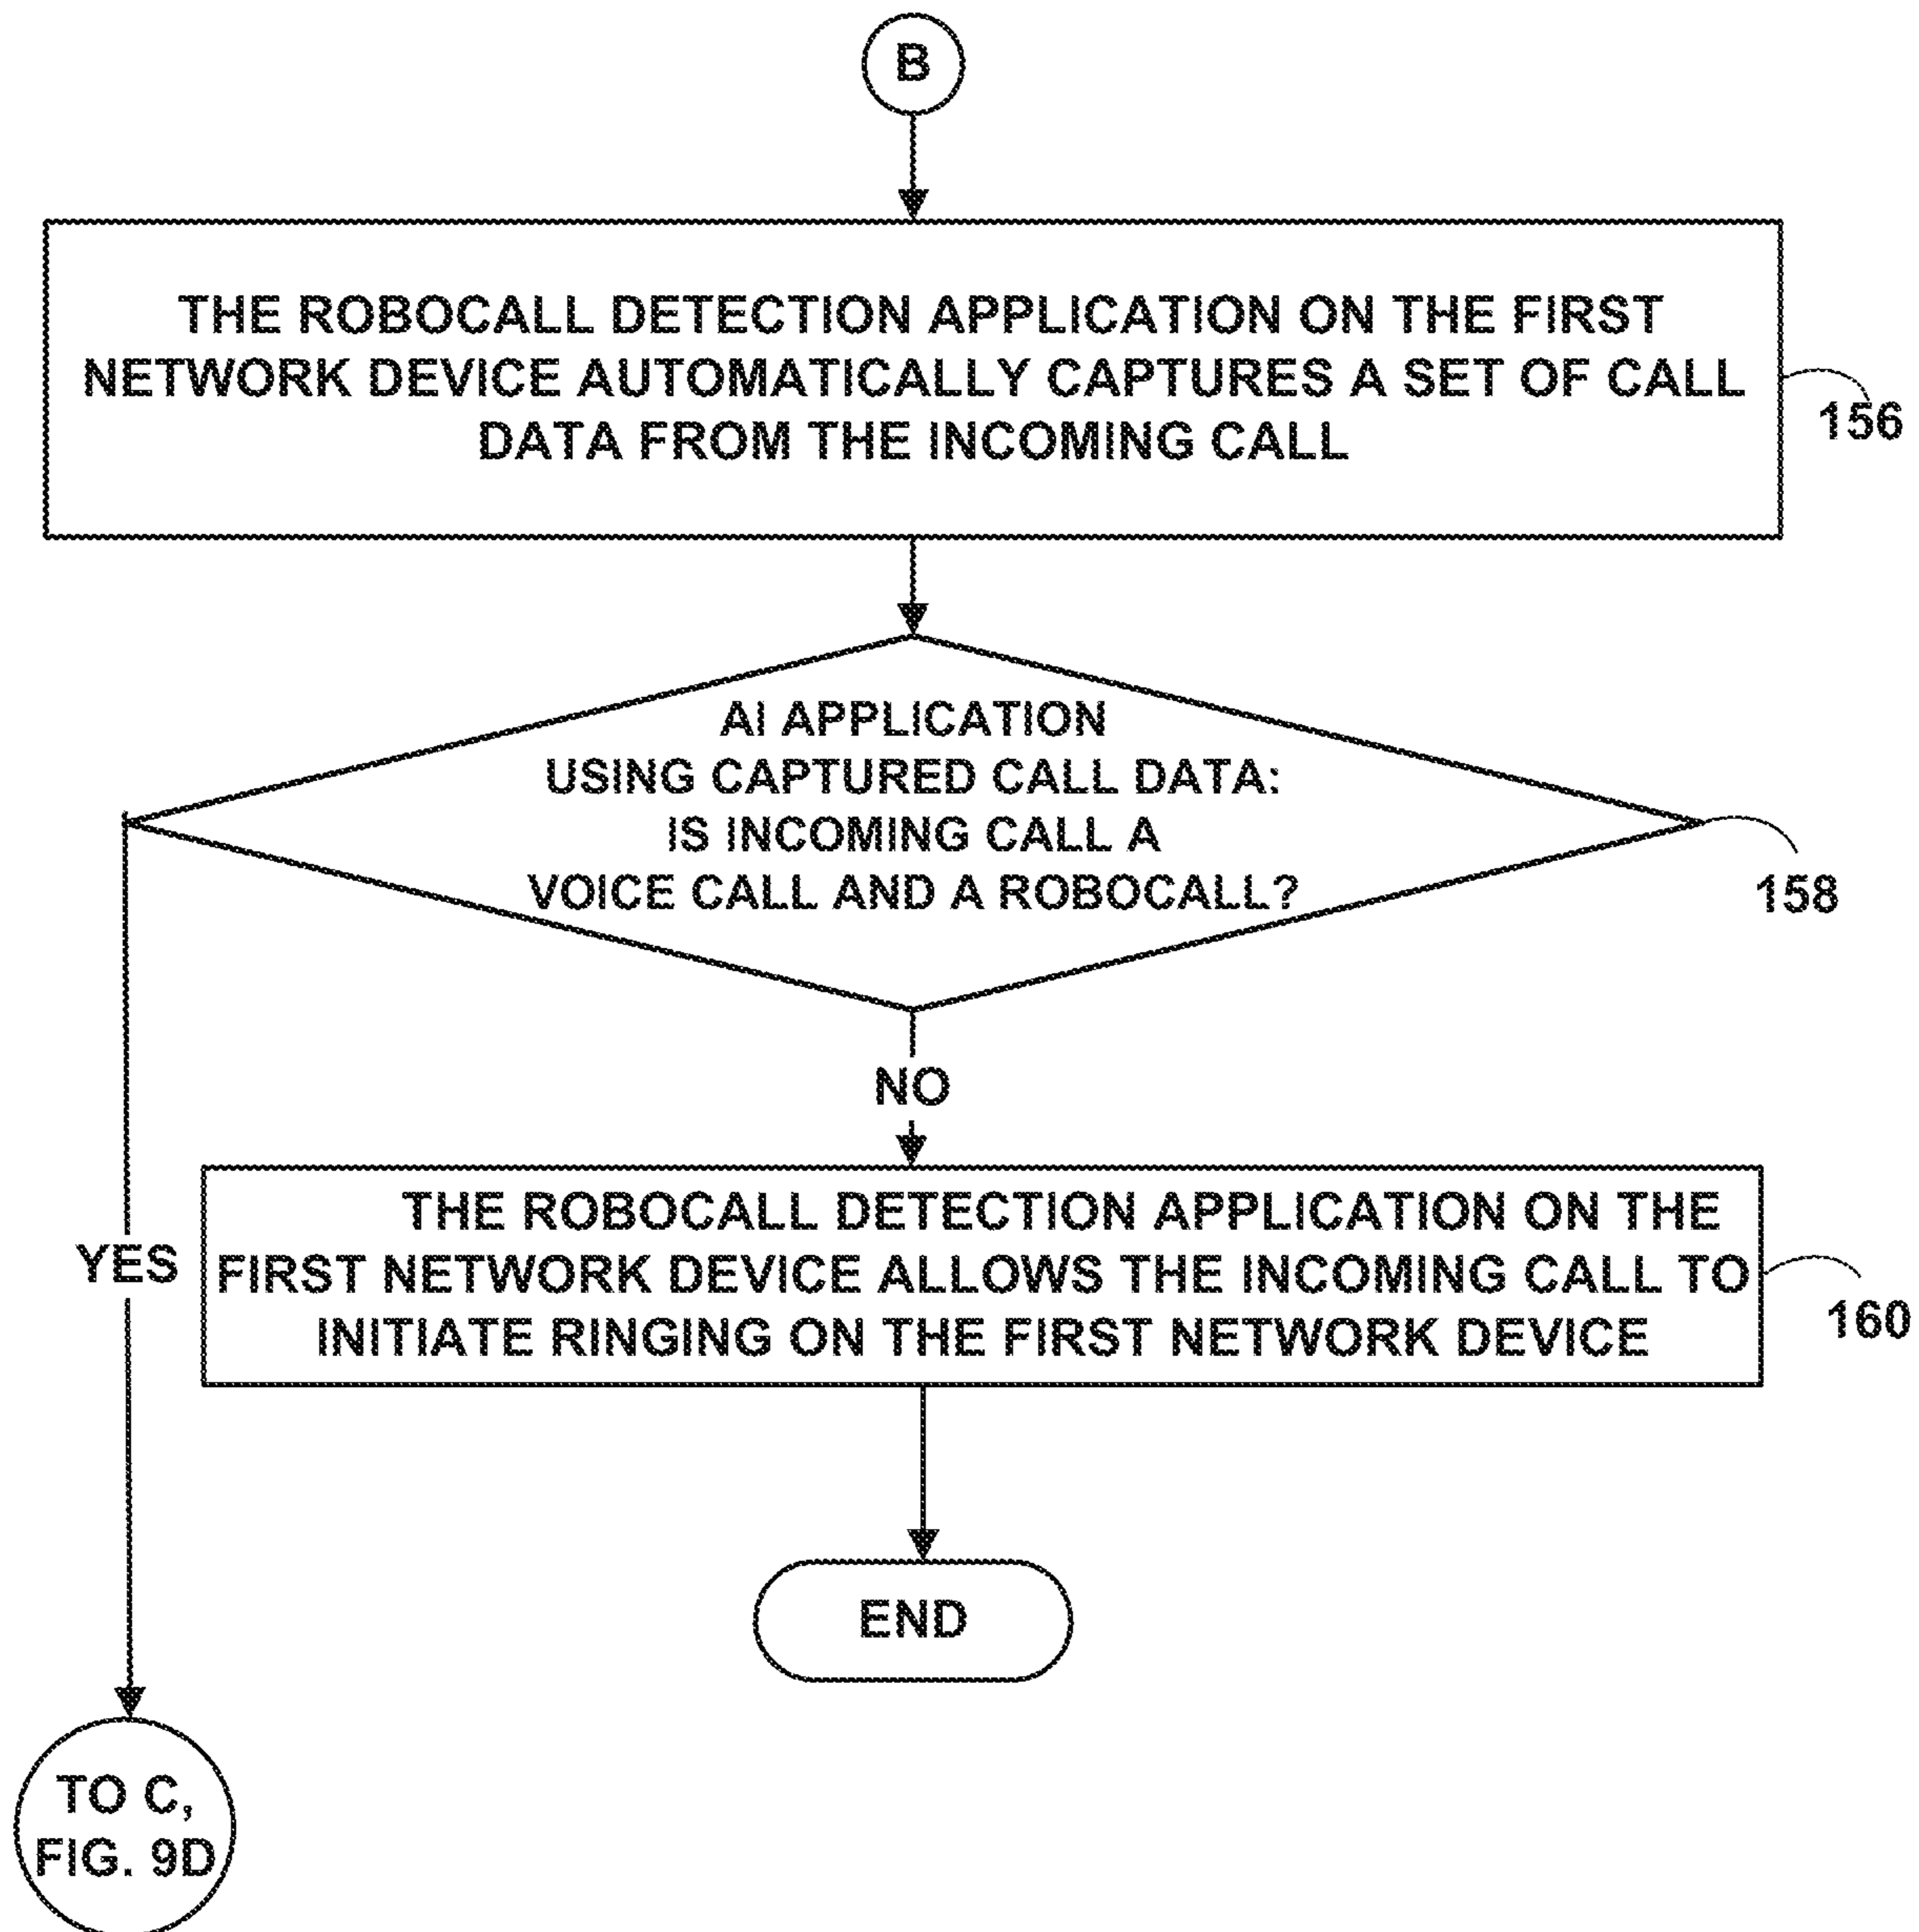 B
THE ROBOCALL DETECTION APPLICATION ON THE FIRST
NETWORK DEVICE AUTOMATICALLY CAPTURES A SET OF CALL
DATA FROM THE INCOMING CALL
156
AI APPLICATION
USING CAPTURED CALL DATA:
IS INCOMING CALL A
VOICE CALL AND A ROBOCALL?
158
NO
THE ROBOCALL DETECTION APPLICATION ON THE
FIRST NETWORK DEVICE ALLOWS THE INCOMING CALL TO
INITIATE RINGING ON THE FIRST NETWORK DEVICE
160
YES
END
TO C,
FIG. 9D